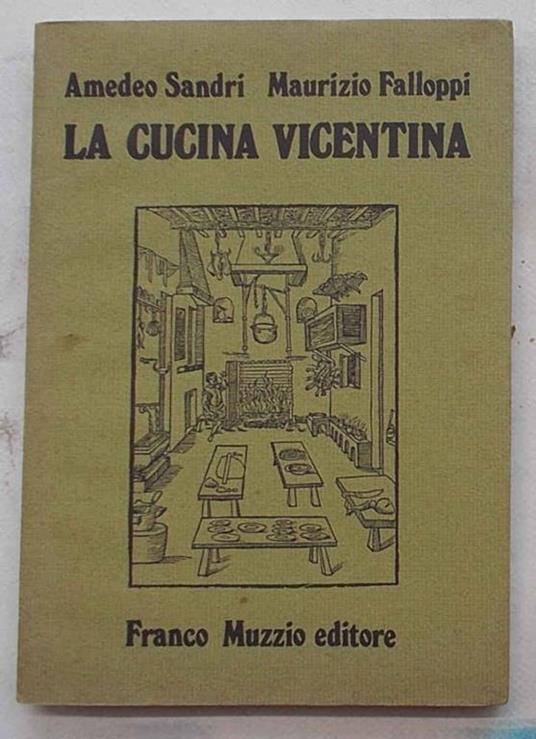 Amedeo Sandri Maurizio Falloppi
LA CUCINA VICENTINA
Franco Muzzio editore